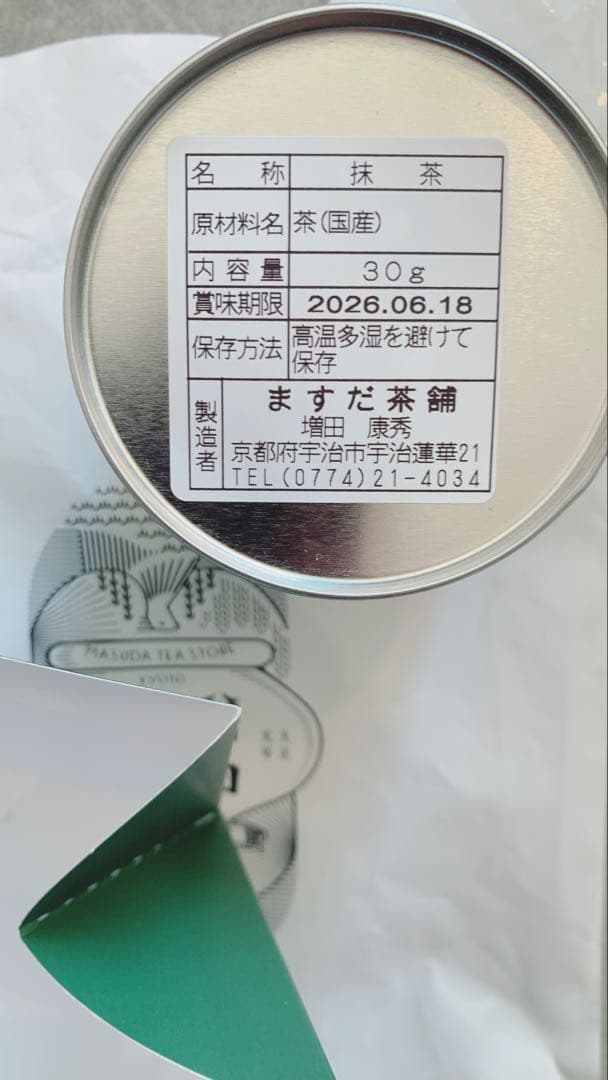 名称 抹茶
原材料名 茶(国産)
内容量 30g
賞味期限 2026.06.18
保存方法 高温多湿を避けて
保存
製造者 ますだ茶舗
増田 康秀
京都府宇治市宇治蓮華21
TEL(0774)21-4034
MASUDA TEA STORE
KYOTO